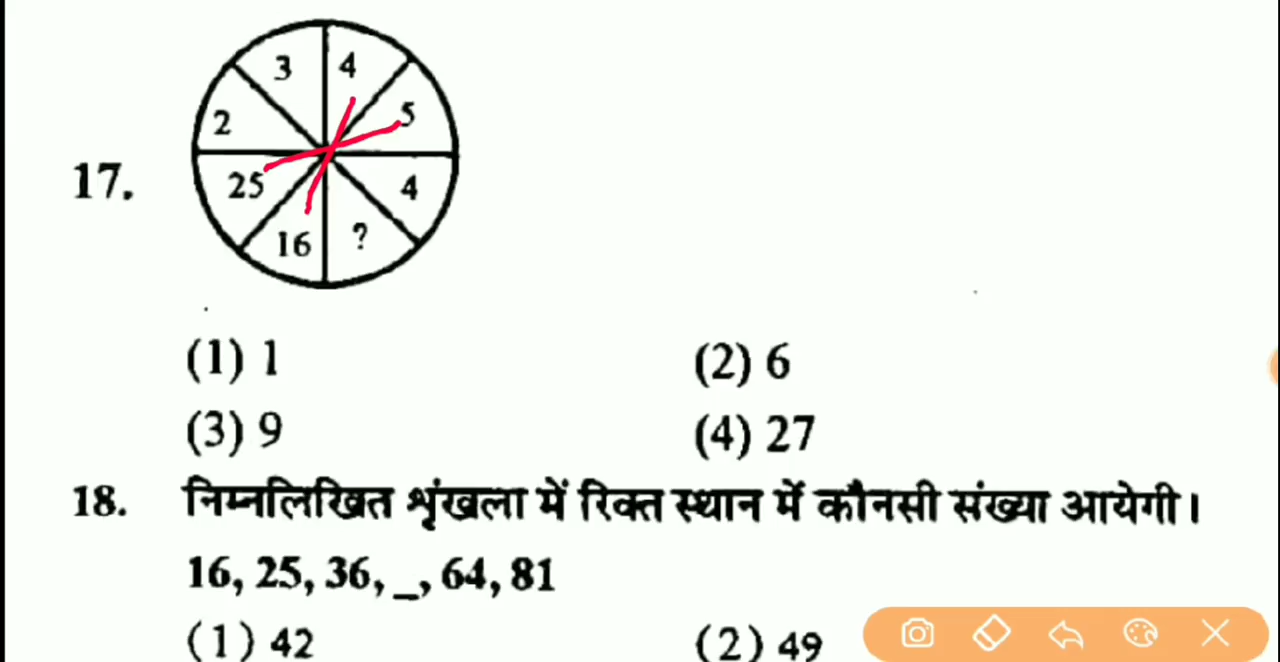 3 4
2 5
17.
25 4
16 ?
(1) 1 (2) 6
(3) 9 (4) 27
18. निम्नलिखित श्रृंखला में रिक्त स्थान में कौनसी संख्या आयेगी।
16, 25, 36, _, 64, 81
(1) 42 (2) 49